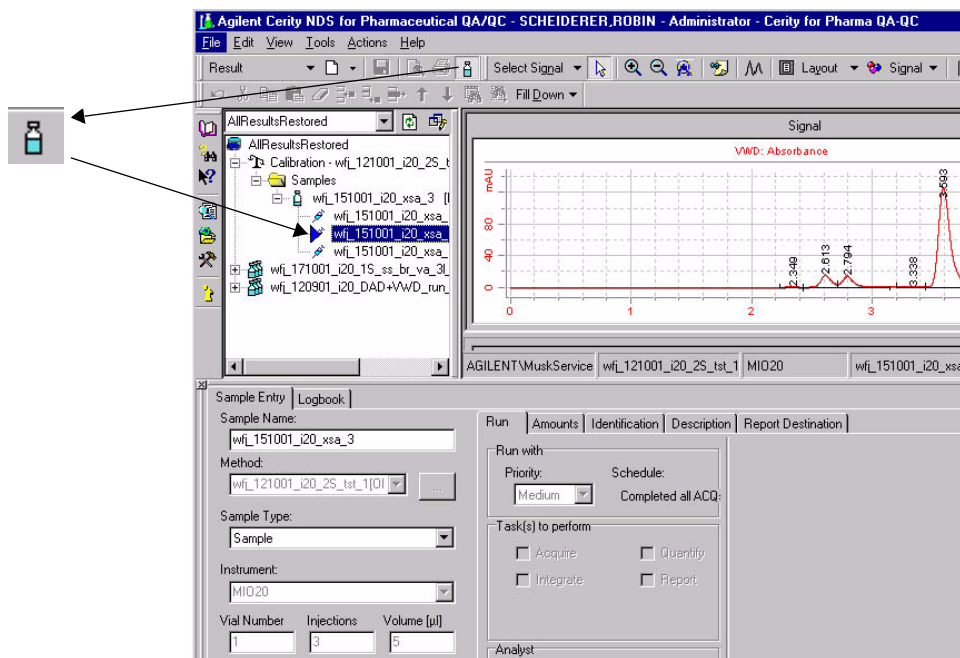 Agilent Cerity NDS for Pharmaceutical QA/QC - SCHEIDERER,ROBIN - Administrator - Cerity for Pharma QA-QC
File Edit View Tools Actions Help
Result Select Signal Layout Signal
Fill Down
AllResultsRestored
AllResultsRestored
Calibration - wfj_121001_i20_2S_t
Samples
wfj_151001_i20_xsa_3 [
wfj_151001_i20_xsa_
wfj_151001_i20_xsa_
wfj_151001_i20_xsa_
wfj_171001_i20_1S_ss_br_va_3l_
wfj_120901_i20_DAD+VWD_run_
Signal
VWD: Absorbance
mAU
80
40
0
2.349
2.613
2.794
3.338
3.593
0 1 2 3
AGILENT\MuskService wfj_121001_i20_2S_tst_1 MIO20 wfj_151001_i20_xsa
Sample Entry Logbook
Sample Name:
wfj_151001_i20_xsa_3
Method:
wfj_121001_i20_2S_tst_1[Ol ...
Sample Type:
Sample
Instrument:
MIO20
Vial Number Injections Volume [µl]
1 3 5
Run Amounts Identification Description Report Destination
Run with
Priority: Schedule:
Medium Completed all ACQ:
Task(s) to perform
Acquire Quantify
Integrate Report
Analyst